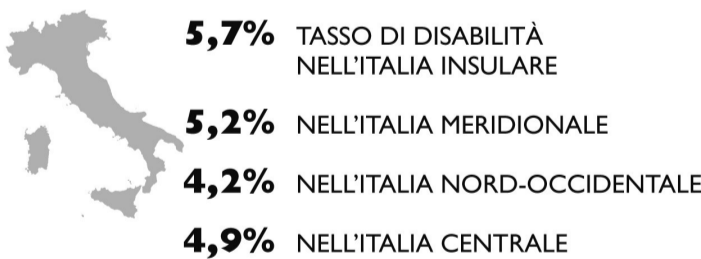 5,7% TASSO DI DISABILITÀ
NELL'ITALIA INSULARE
5,2% NELL'ITALIA MERIDIONALE
4,2% NELL'ITALIA NORD-OCCIDENTALE
4,9% NELL'ITALIA CENTRALE